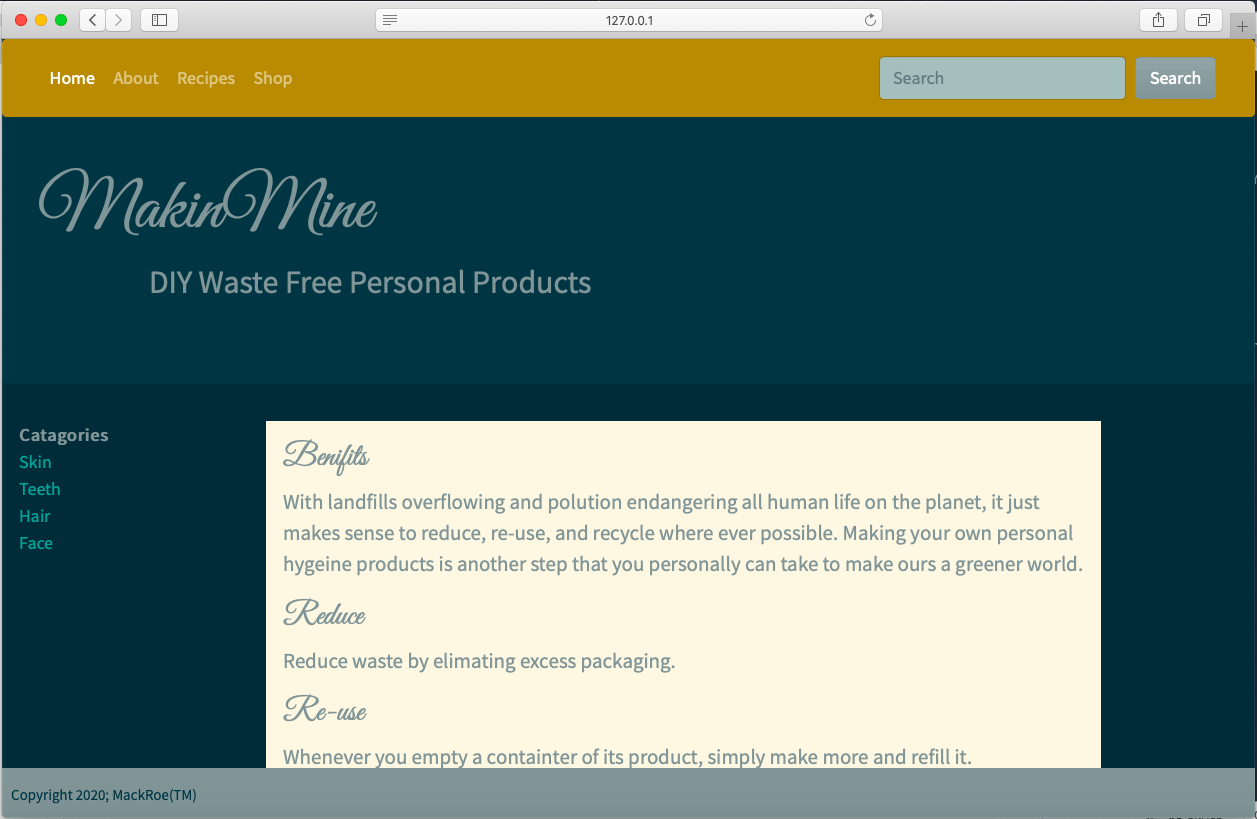 127.0.0.1
Home About Recipes Shop Search Search
MakinMine
DIY Waste Free Personal Products
Catagories
Skin
Teeth
Hair
Face
Benifits
With landfills overflowing and polution endangering all human life on the planet, it just
makes sense to reduce, re-use, and recycle where ever possible. Making your own personal
hygeine products is another step that you personally can take to make ours a greener world.
Reduce
Reduce waste by elimating excess packaging.
Re-use
Whenever you empty a containter of its product, simply make more and refill it.
Copyright 2020; MackRoe(TM)